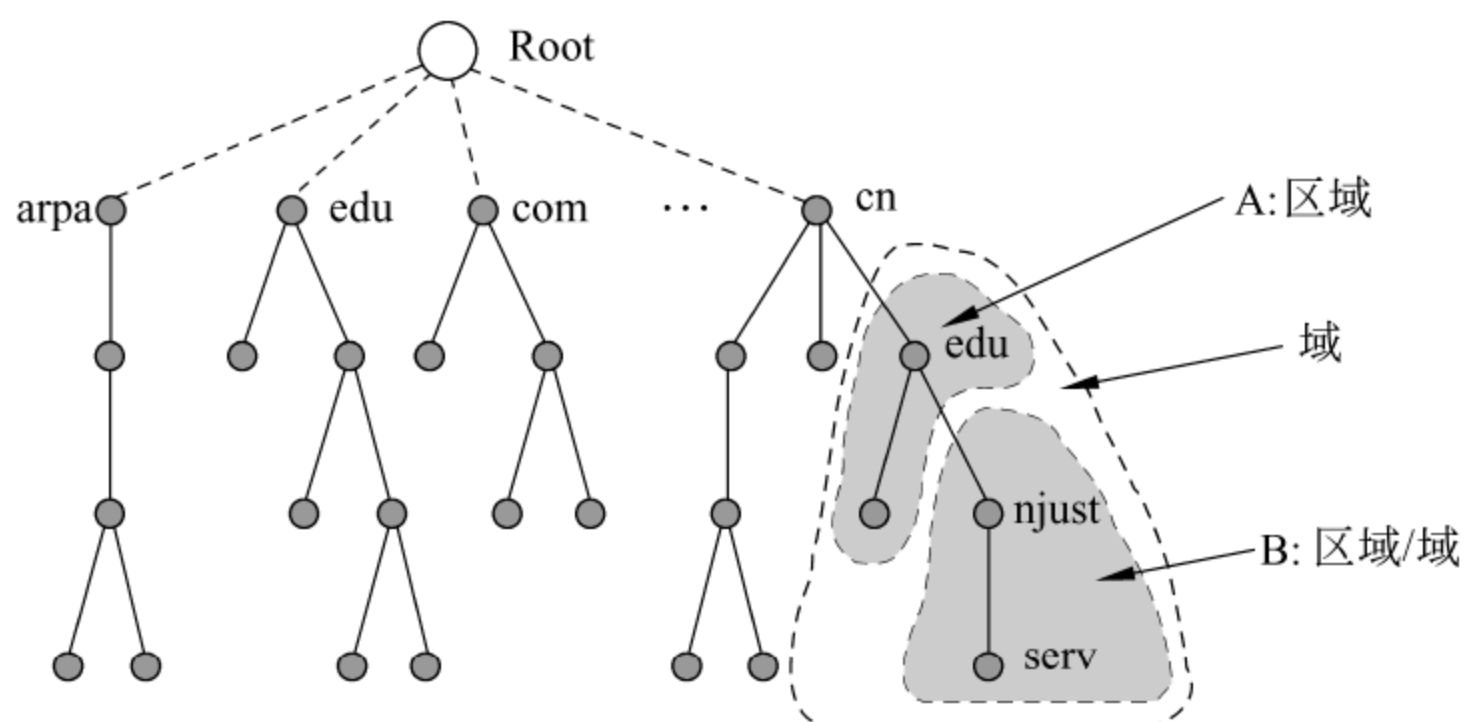 Root
arpa
edu
com
...
cn
A:区域
edu
域
njust
B: 区域/域
serv